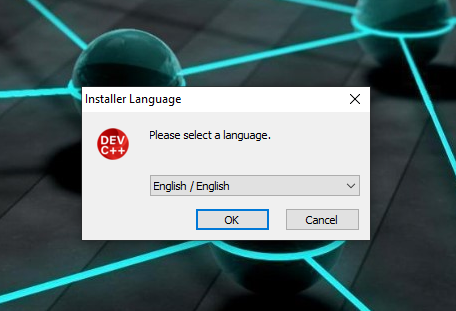 Installer Language
DEV
C++
Please select a language.
English / English
OK
Cancel